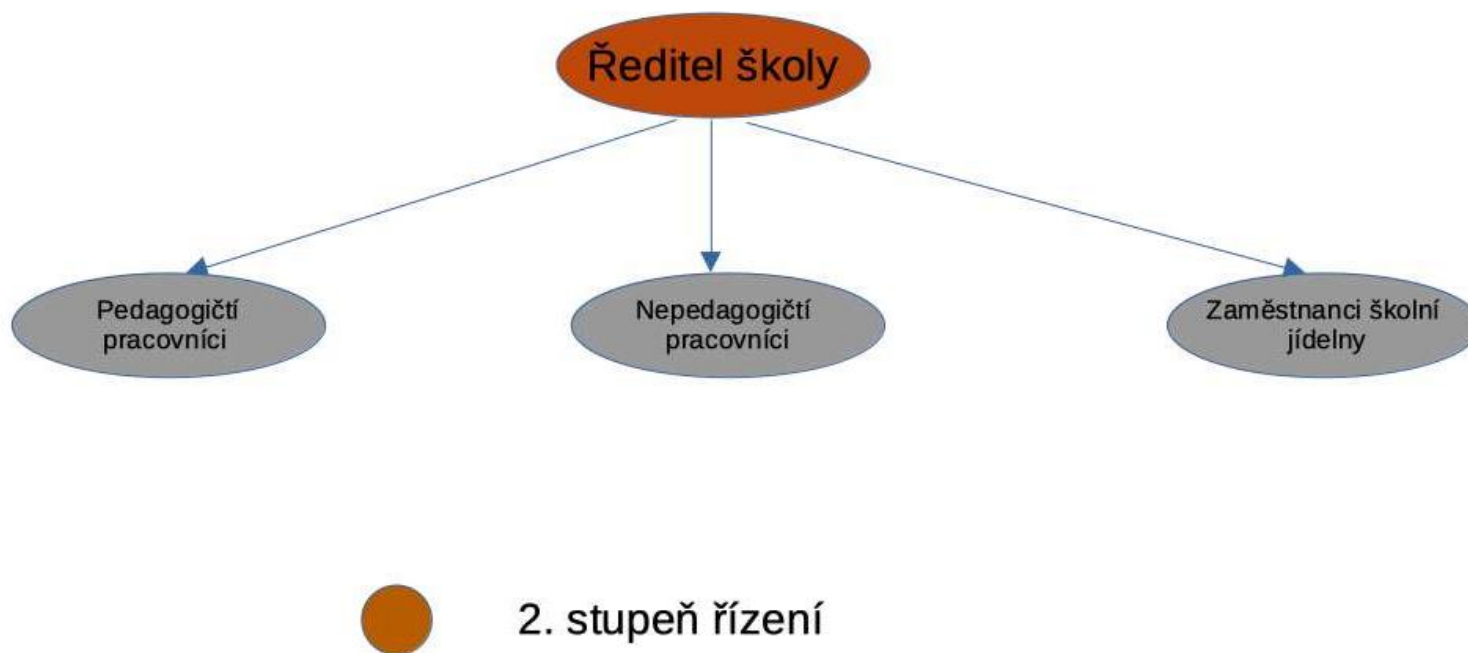 Ředitel školy
Pedagogičtí
pracovníci
Nepedagogičtí
pracovníci
Zaměstnanci školní
jídelny
2. stupeň řízení